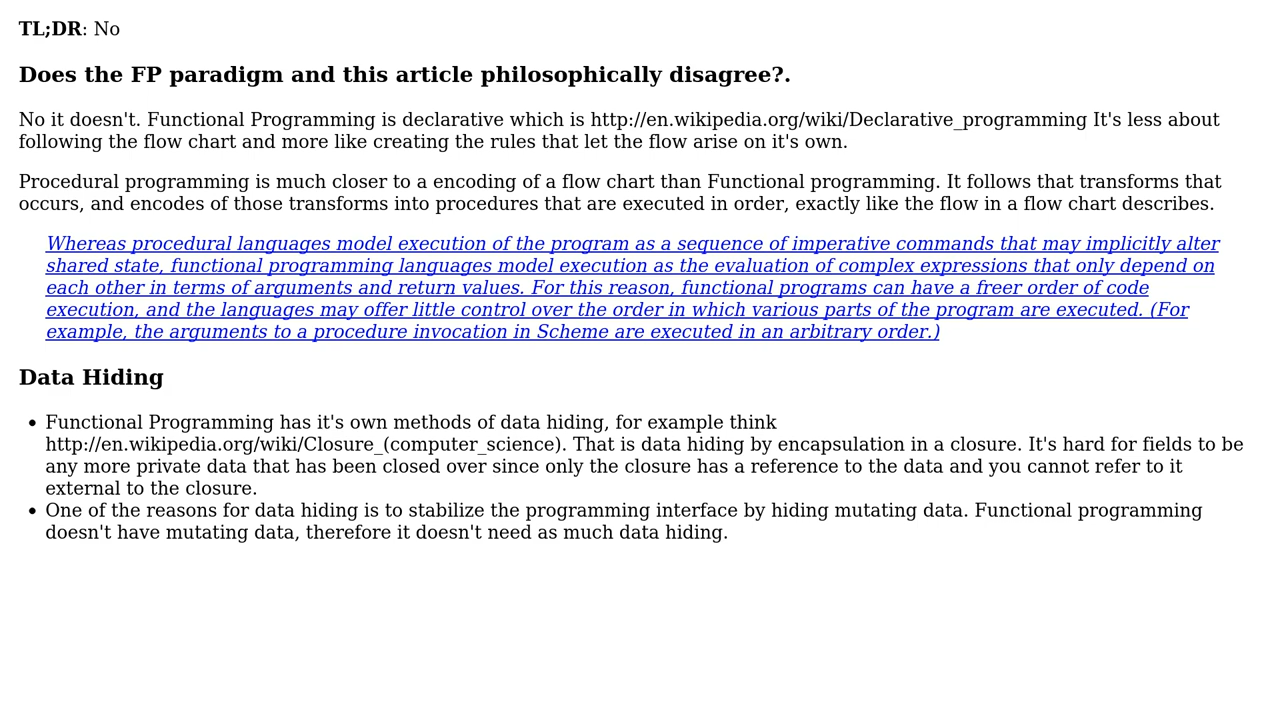 TL;DR: No
Does the FP paradigm and this article philosophically disagree?.
No it doesn't. Functional Programming is declarative which is http://en.wikipedia.org/wiki/Declarative_programming It's less about
following the flow chart and more like creating the rules that let the flow arise on it's own.
Procedural programming is much closer to a encoding of a flow chart than Functional programming. It follows that transforms that
occurs, and encodes of those transforms into procedures that are executed in order, exactly like the flow in a flow chart describes.
Whereas procedural languages model execution of the program as a sequence of imperative commands that may implicitly alter
shared state, functional programming languages model execution as the evaluation of complex expressions that only depend on
each other in terms of arguments and return values. For this reason, functional programs can have a freer order of code
execution, and the languages may offer little control over the order in which various parts of the program are executed. (For
example, the arguments to a procedure invocation in Scheme are executed in an arbitrary order.)
Data Hiding
• Functional Programming has it's own methods of data hiding, for example think
http://en.wikipedia.org/wiki/Closure_(computer_science). That is data hiding by encapsulation in a closure. It's hard for fields to be
any more private data that has been closed over since only the closure has a reference to the data and you cannot refer to it
external to the closure.
• One of the reasons for data hiding is to stabilize the programming interface by hiding mutating data. Functional programming
doesn't have mutating data, therefore it doesn't need as much data hiding.